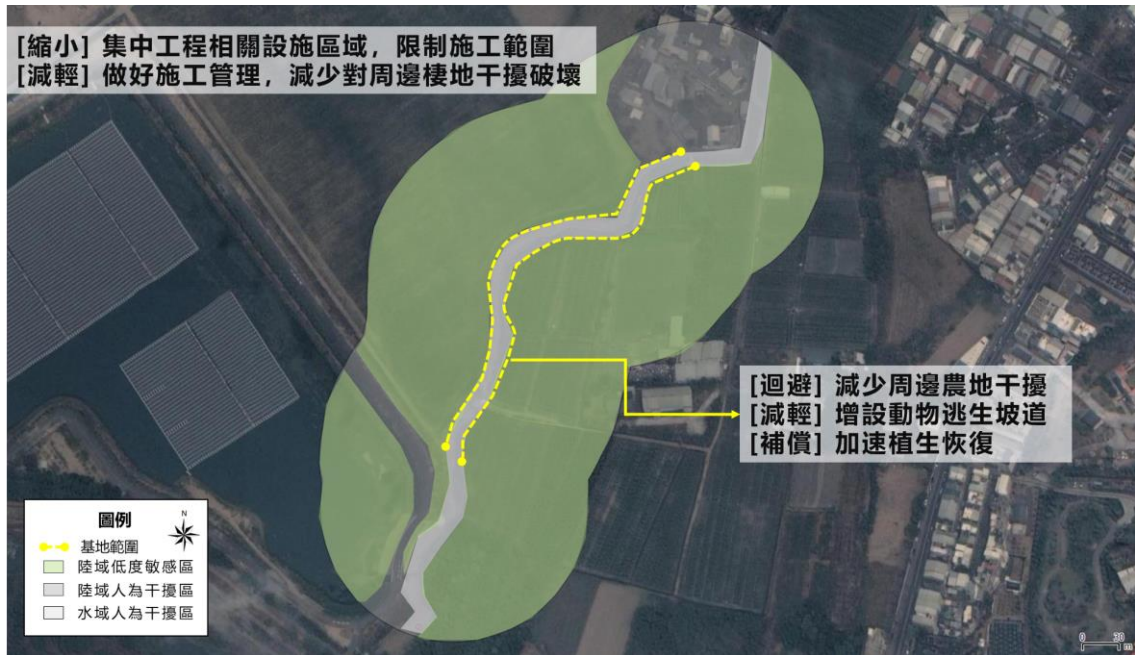 [縮小] 集中工程相關設施區域，限制施工範圍
[減輕] 做好施工管理，減少對周邊棲地干擾破壞
[迴避] 減少周邊農地干擾
[減輕] 增設動物逃生坡道
[補償] 加速植生恢復
圖例
N
基地範圍
陸域低度敏感區
陸域人為干擾區
水域人為干擾區
0 30
m